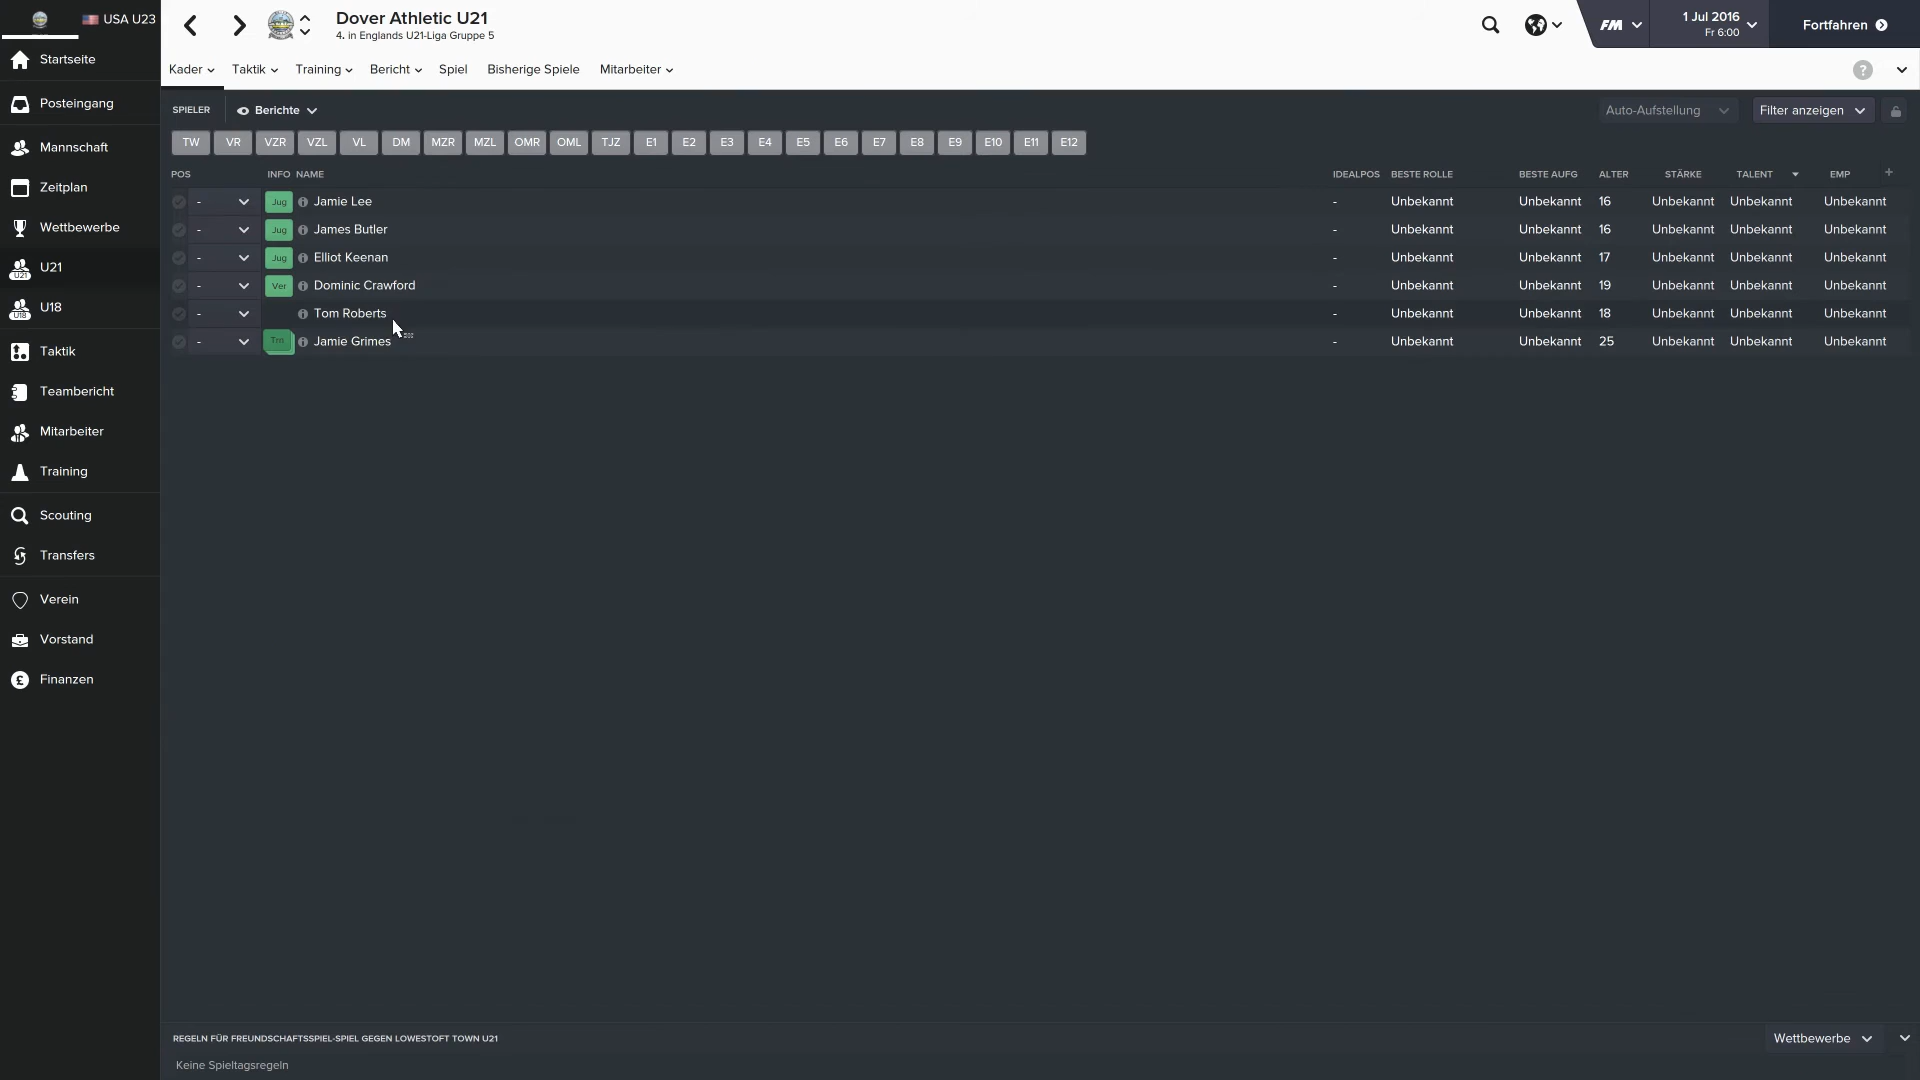 USA U23
Startseite
Posteingang
Mannschaft
Zeitplan
Wettbewerbe
U21
U18
Taktik
Teambericht
Mitarbeiter
Training
Scouting
Transfers
Verein
Vorstand
Finanzen
Dover Athletic U21
4. in Englands U21-Liga Gruppe 5
FM
1 Jul 2016
Fr 6:00
Fortfahren
Kader Taktik Training Bericht Spiel Bisherige Spiele Mitarbeiter
?
SPIELER Berichte Auto-Aufstellung Filter anzeigen
TW VR VZR VZL VL DM MZR MZL OMR OML TJZ E1 E2 E3 E4 E5 E6 E7 E8 E9 E10 E11 E12
POS INFO NAME IDEALPOS BESTE ROLLE BESTE AUFG ALTER STÄRKE TALENT EMP +
- Jug Jamie Lee - Unbekannt Unbekannt 16 Unbekannt Unbekannt Unbekannt
- Jug James Butler - Unbekannt Unbekannt 16 Unbekannt Unbekannt Unbekannt
- Jug Elliot Keenan - Unbekannt Unbekannt 17 Unbekannt Unbekannt Unbekannt
- Ver Dominic Crawford - Unbekannt Unbekannt 19 Unbekannt Unbekannt Unbekannt
- Tom Roberts - Unbekannt Unbekannt 18 Unbekannt Unbekannt Unbekannt
- Trn Jamie Grimes - Unbekannt Unbekannt 25 Unbekannt Unbekannt Unbekannt
REGELN FÜR FREUNDSCHAFTSSPIEL-SPIEL GEGEN LOWESTOFT TOWN U21
Wettbewerbe
Keine Spieltagsregeln